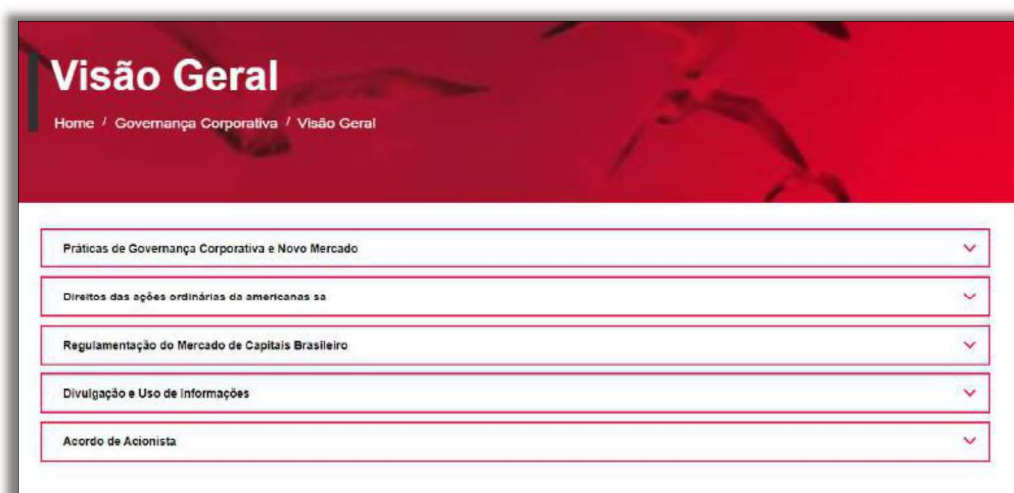 Visão Geral
Home / Governança Corporativa / Visão Geral
Práticas de Governança Corporativa e Novo Mercado
Direitos das ações ordinárias da americanas sa
Regulamentação do Mercado de Capitais Brasileiro
Divulgação e Uso de Informações
Acordo de Acionista